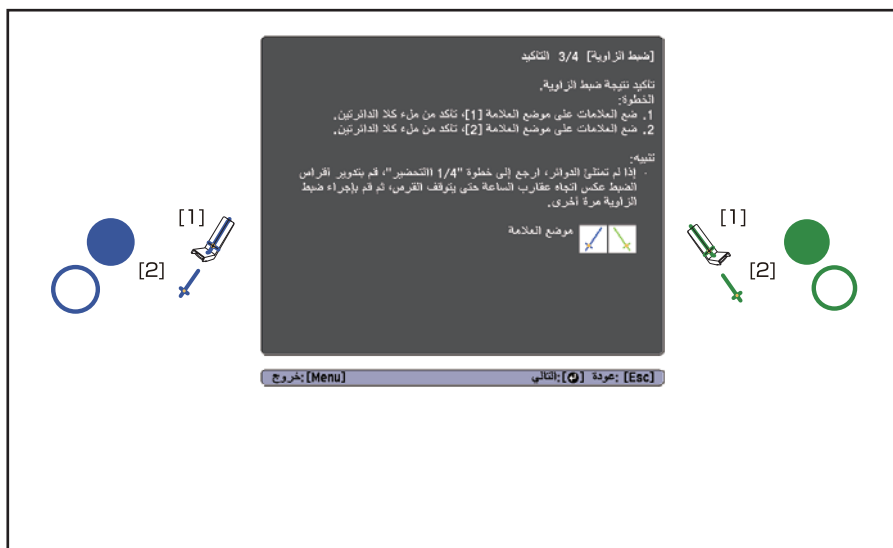 [ضبط الزاوية] 3/4 التأكيد
تأكيد نتيجة ضبط الزاوية.
الخطوة:
1. ضع العلامات على موضع العلامة [1]، تأكد من ملء كلا الدائرتين.
2. ضع العلامات على موضع العلامة [2]، تأكد من ملء كلا الدائرتين.
تنبيه:
· إذا لم تمتلئ الدوائر، ارجع إلى خطوة "1/4 االتحضير"، قم بتدوير أقراص
الضبط عكس اتجاه عقارب الساعة حتى يتوقف القرص، ثم قم بإجراء ضبط
الزاوية مرة أخرى.
موضع العلامة
[1]
[2]
[1]
[2]
[Esc] :عودة [⏎]:التالي
[Menu]:خروج